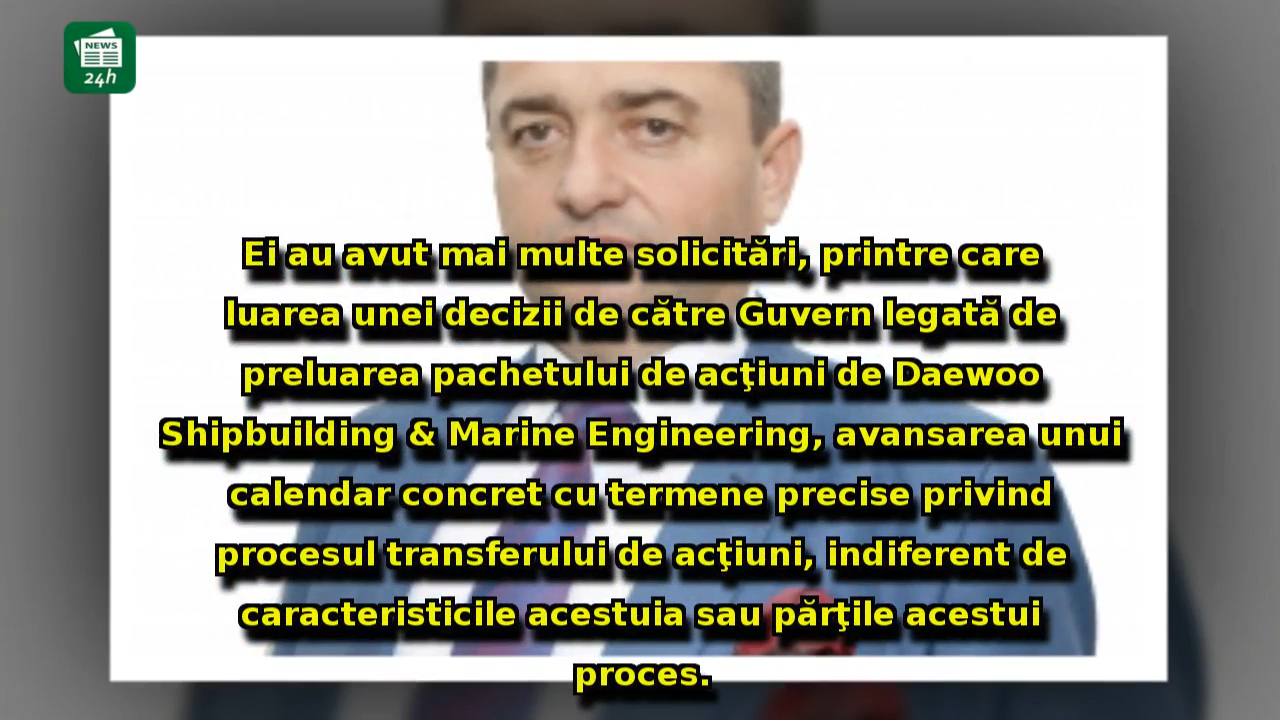 NEWS
24h
Ei au avut mai multe solicitări, printre care
luarea unei decizii de către Guvern legată de
preluarea pachetului de acţiuni de Daewoo
Shipbuilding & Marine Engineering, avansarea unui
calendar concret cu termene precise privind
procesul transferului de acţiuni, indiferent de
caracteristicile acestuia sau părţile acestui
proces.